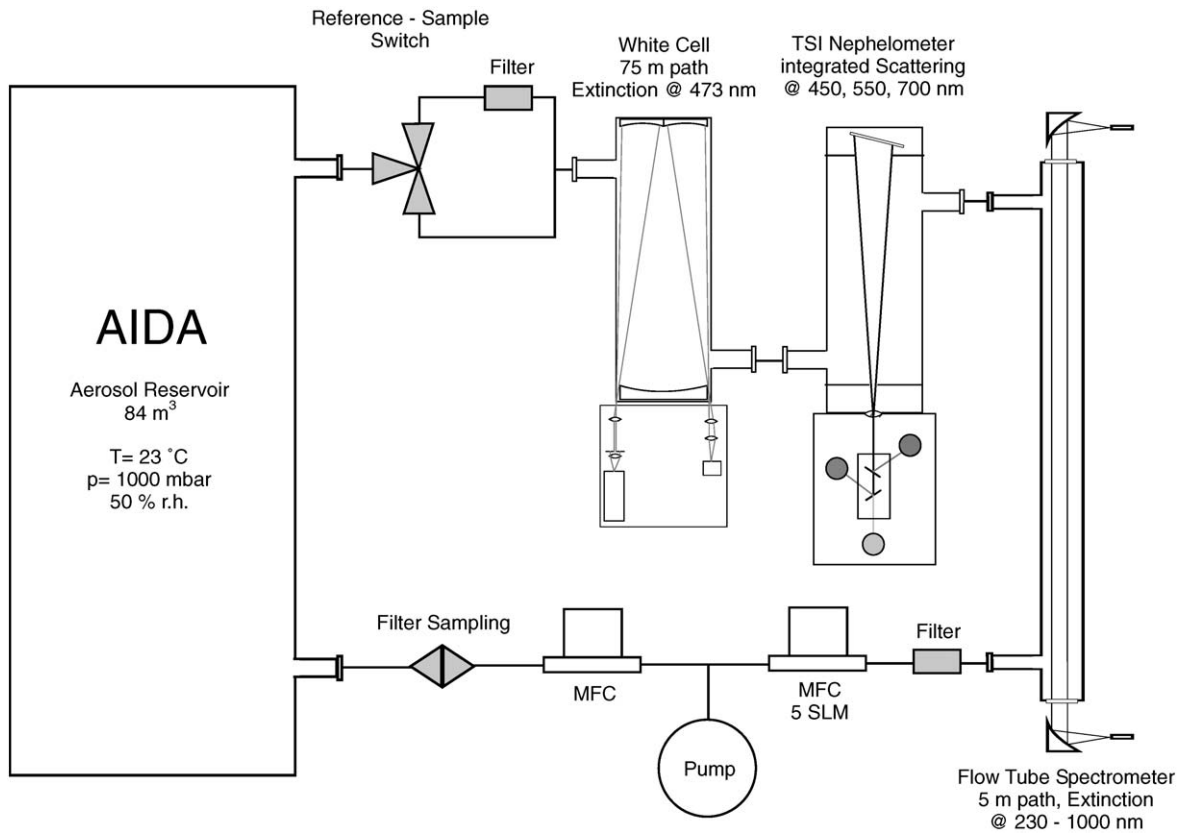 Reference - Sample
Switch
Filter
White Cell
75 m path
Extinction @ 473 nm
TSI Nephelometer
integrated Scattering
@ 450, 550, 700 nm
AIDA
Aerosol Reservoir
84 m³
T= 23 ˚C
p= 1000 mbar
50 % r.h.
Filter Sampling
MFC
Pump
MFC
5 SLM
Filter
Flow Tube Spectrometer
5 m path, Extinction
@ 230 - 1000 nm